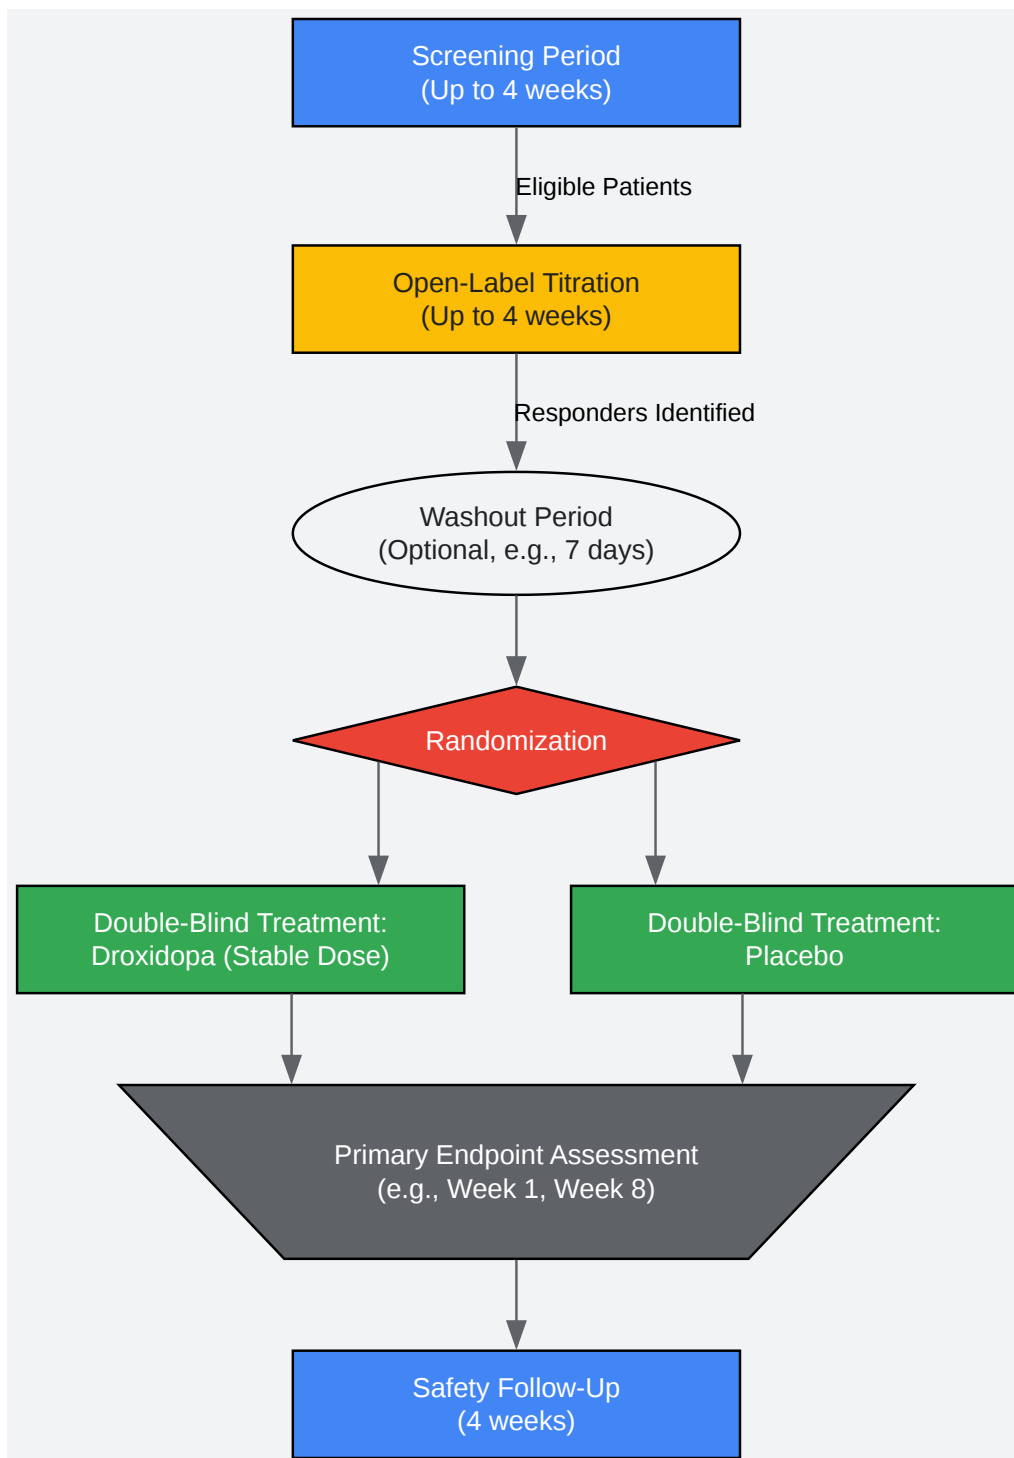 Screening Period
(Up to 4 weeks)
Eligible Patients
Open-Label Titration
(Up to 4 weeks)
Responders Identified
Washout Period
(Optional, e.g., 7 days)
Randomization
Double-Blind Treatment:
Droxidopa (Stable Dose)
Double-Blind Treatment:
Placebo
Primary Endpoint Assessment
(e.g., Week 1, Week 8)
Safety Follow-Up
(4 weeks)